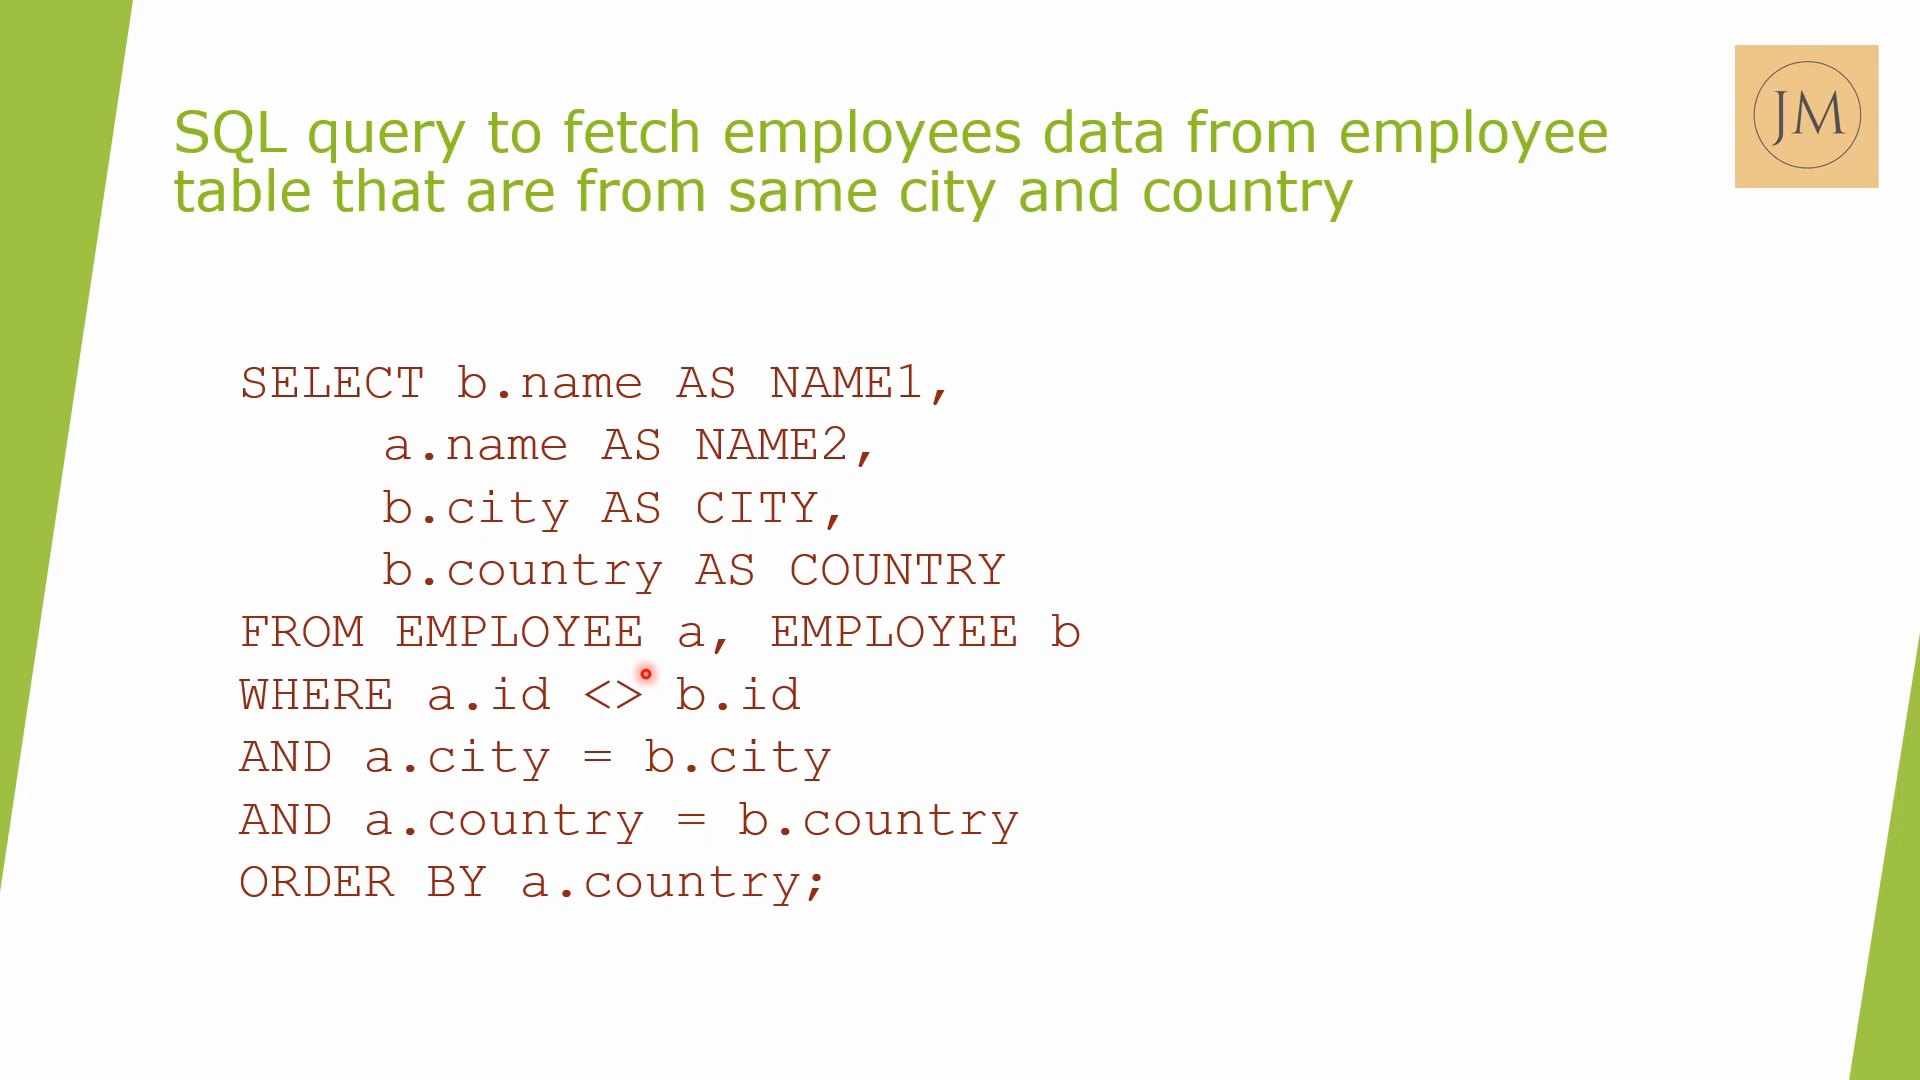 SQL query to fetch employees data from employee
table that are from same city and country
JM
SELECT b.name AS NAME1,
a.name AS NAME2,
b.city AS CITY,
b.country AS COUNTRY
FROM EMPLOYEE a, EMPLOYEE b
WHERE a.id <> b.id
AND a.city = b.city
AND a.country = b.country
ORDER BY a.country;